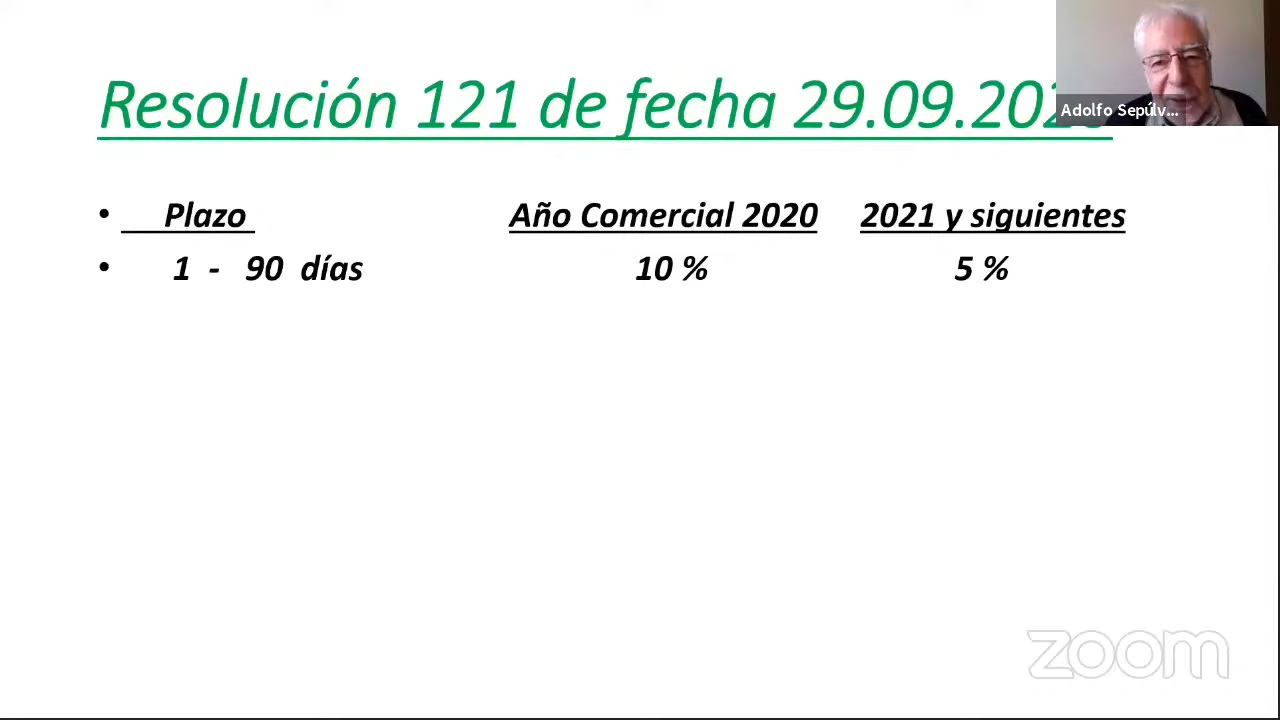 Resolución 121 de fecha 29.09.2020
Adolfo Sepúlv...
• Plazo Año Comercial 2020 2021 y siguientes
• 1 - 90 días 10 % 5 %
zoom